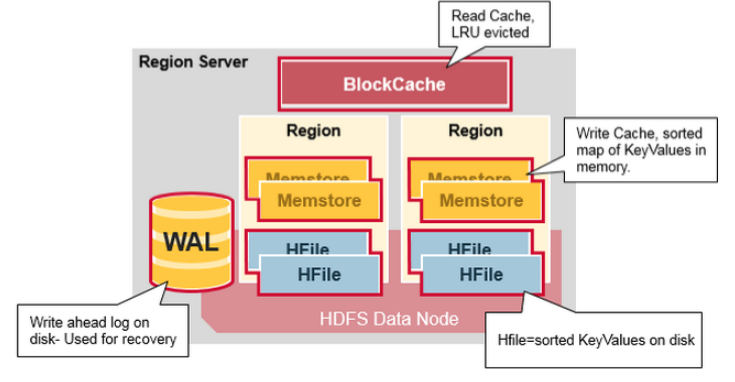 Read Cache,
LRU evicted
Region Server
BlockCache
Region
Region
Write Cache, sorted
map of KeyValues in
memory.
Memstore
Memstore
Memstore
Memstore
WAL
HFile
HFile
HFile
HFile
HDFS Data Node
Write ahead log on
disk- Used for recovery
Hfile=sorted KeyValues on disk